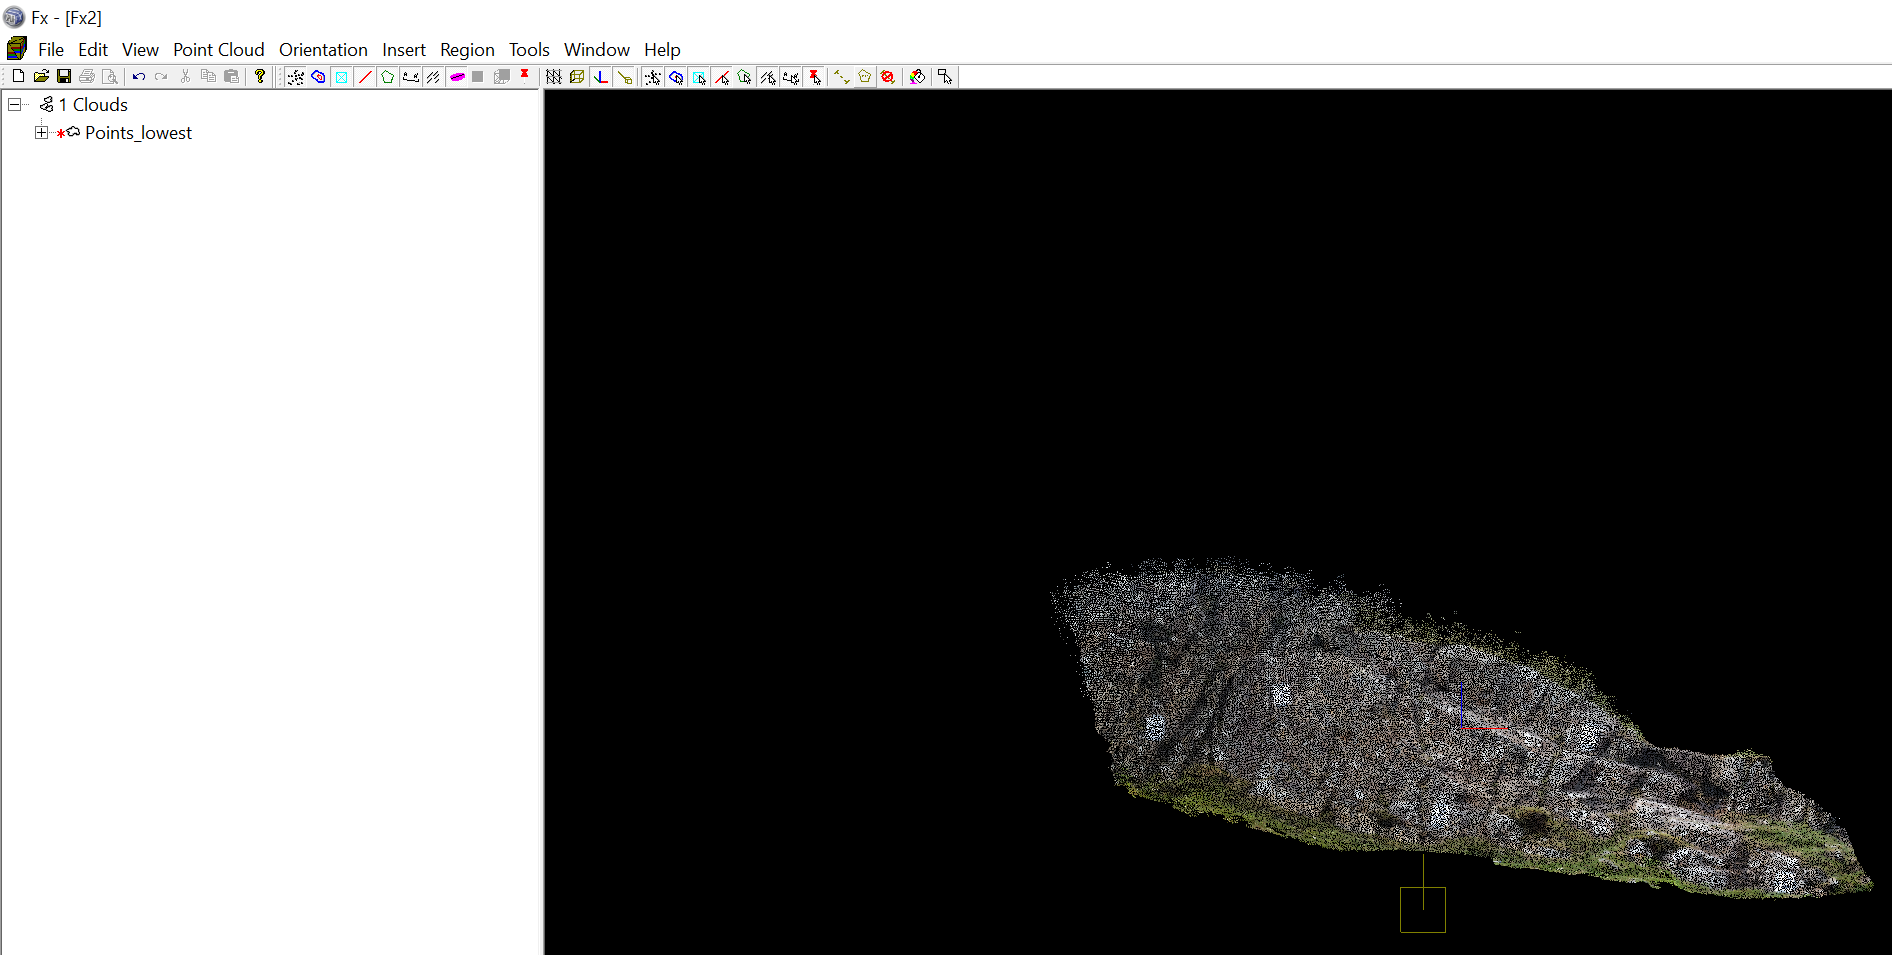 Fx - [Fx2]
File Edit View Point Cloud Orientation Insert Region Tools Window Help
1 Clouds
Points_lowest